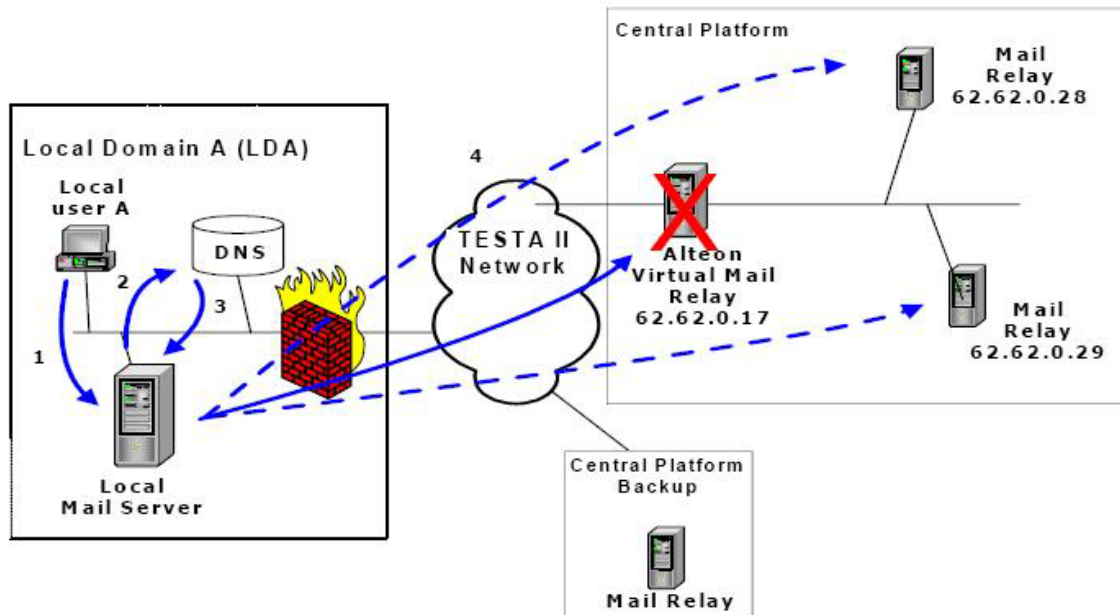 Central Platform
Mail
Relay
62.62.0.28
Local Domain A (LDA)
4
Local
user A
DNS
TESTA II
Network
2
3
Alteon
Virtual Mail
Relay
62.62.0.17
1
Mail
Relay
62.62.0.29
Local
Mail Server
Central Platform
Backup
Mail Relay